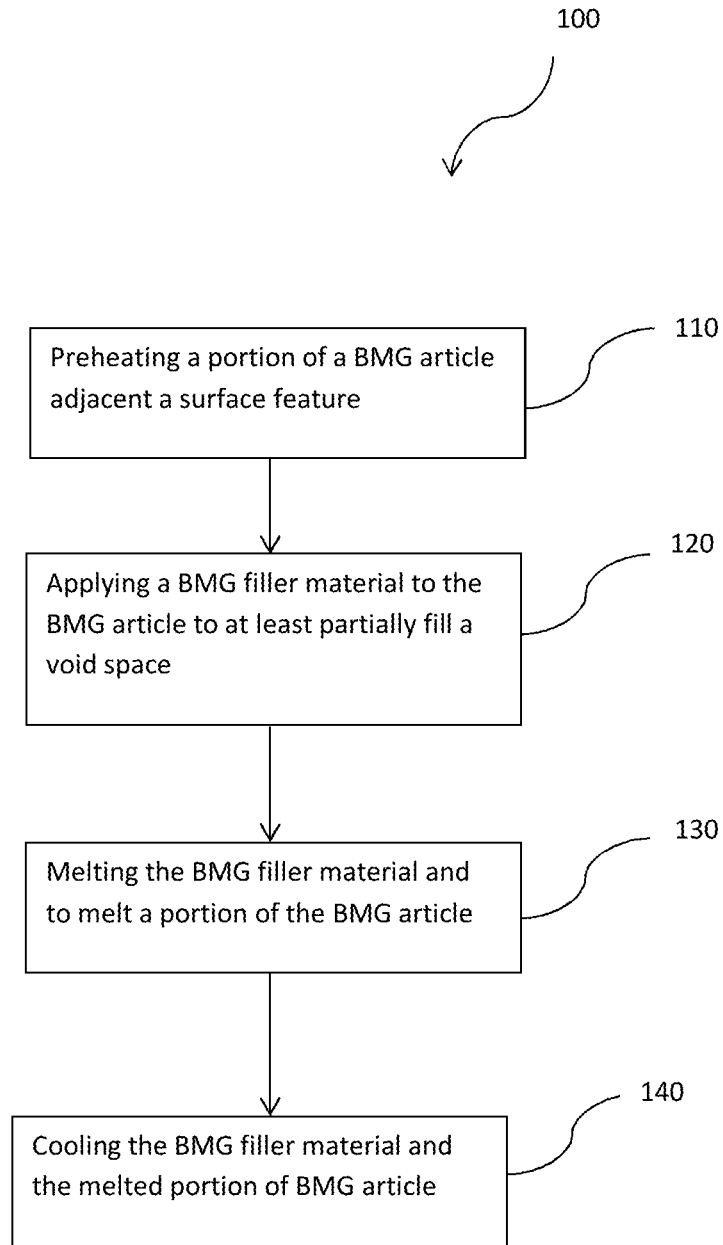 100
110
Preheating a portion of a BMG article
adjacent a surface feature
120
Applying a BMG filler material to the
BMG article to at least partially fill a
void space
130
Melting the BMG filler material and
to melt a portion of the BMG article
140
Cooling the BMG filler material and
the melted portion of BMG article